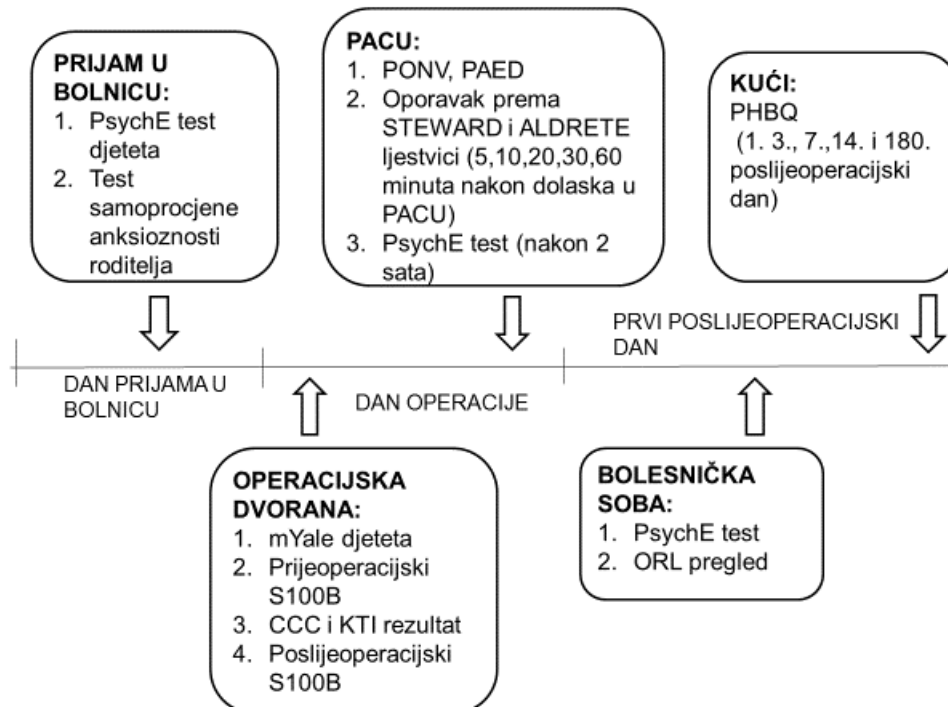 PRIJAM U
BOLNICU:
1. PsychE test
djeteta
2. Test
samoprocjene
anksioznosti
roditelja
PACU:
1. PONV, PAED
2. Oporavak prema
STEWARD i ALDRETE
ljestvici (5,10,20,30,60
minuta nakon dolaska u
PACU)
3. PsychE test (nakon 2
sata)
KUĆI:
PHBQ
(1. 3., 7.,14. i 180.
poslijeoperacijski
dan)
PRVI POSLIJEOPERACIJSKI
DAN
DAN PRIJAMA U
BOLNICU
DAN OPERACIJE
OPERACIJSKA
DVORANA:
1. mYale djeteta
2. Prijeoperacijski
S100B
3. CCC i KTI rezultat
4. Poslijeoperacijski
S100B
BOLESNIČKA
SOBA:
1. PsychE test
2. ORL pregled